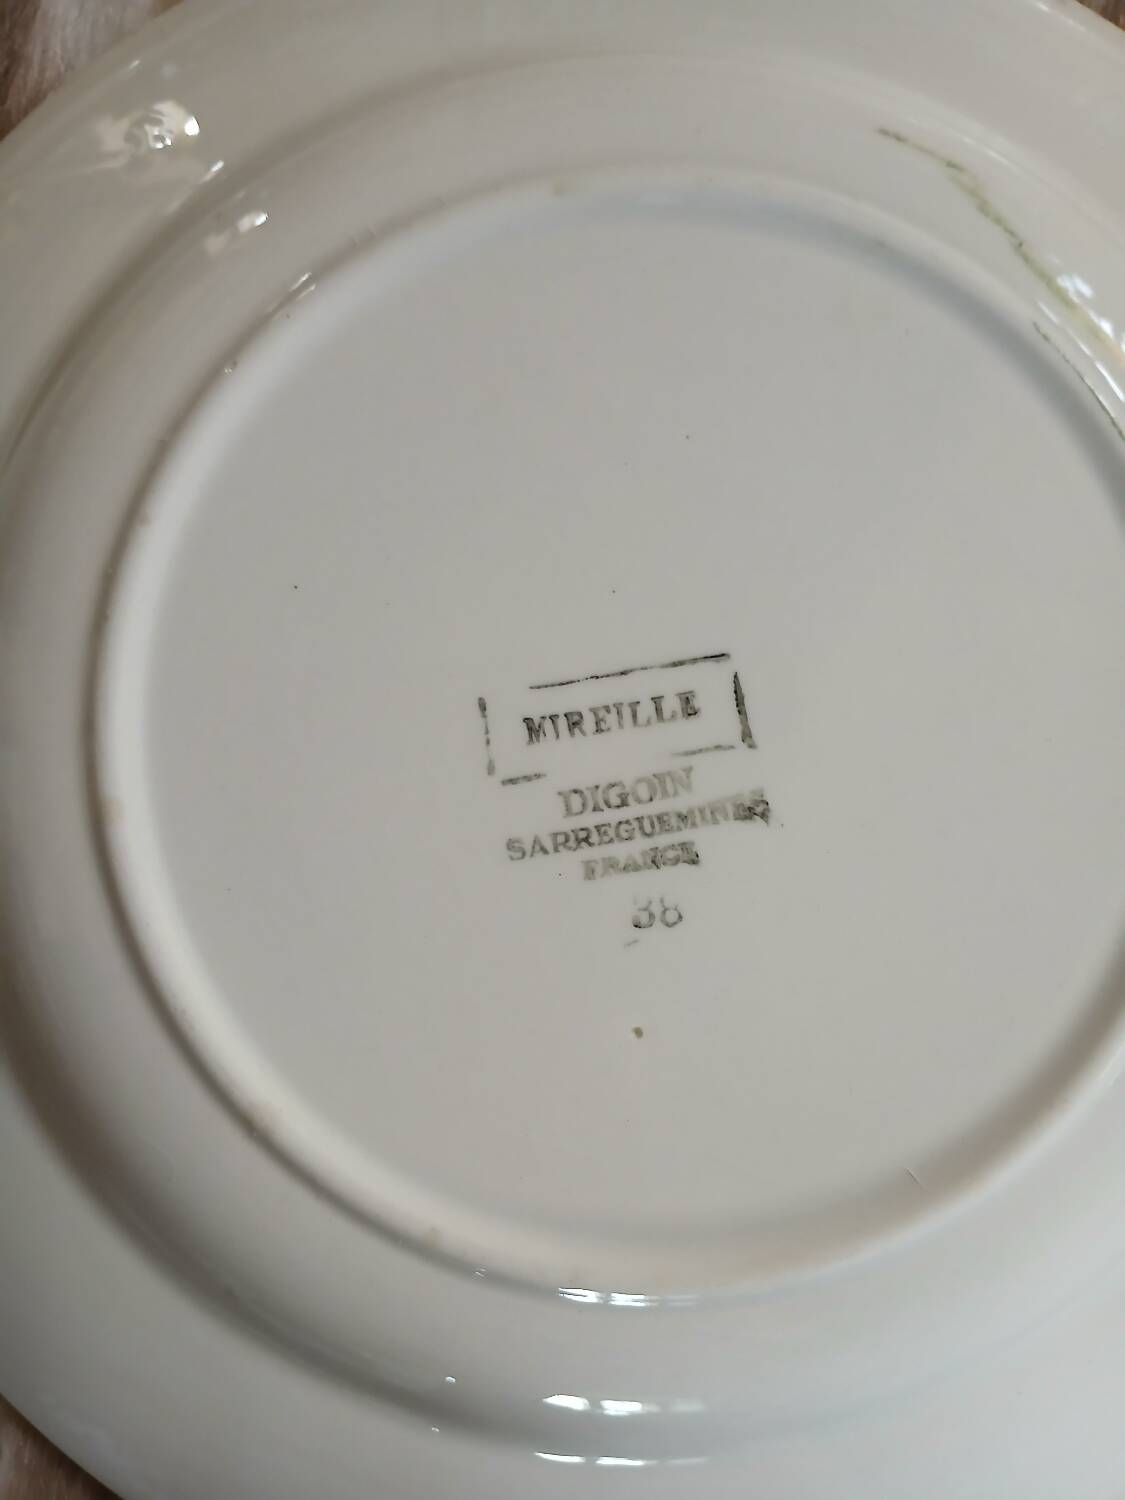 MIREILLE
DIGOIN
SARREGUEMINES
FRANCE
38